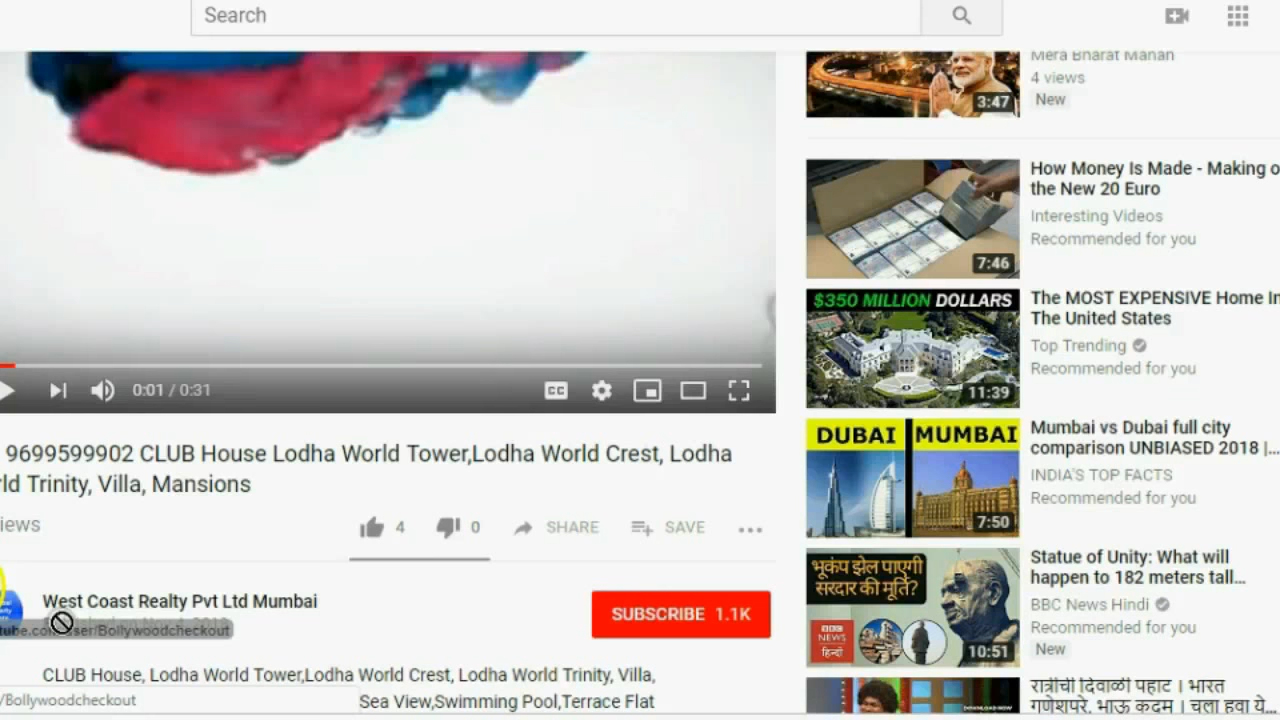 Search
Mera Bharat Manan
4 views
New
3:47
How Money Is Made - Making o
the New 20 Euro
Interesting Videos
Recommended for you
7:46
$350 MILLION DOLLARS
The MOST EXPENSIVE Home In
The United States
Top Trending
Recommended for you
11:39
0:01 / 0:31
CC
DUBAI MUMBAI
Mumbai vs Dubai full city
comparison UNBIASED 2018 |...
INDIA'S TOP FACTS
Recommended for you
7:50
9699599902 CLUB House Lodha World Tower,Lodha World Crest, Lodha
rld Trinity, Villa, Mansions
iews
4
0
SHARE
SAVE
भूकंप झेल पाएगी
सरदार की मूर्ति?
BBC
NEWS
हिन्दी
10:51
Statue of Unity: What will
happen to 182 meters tall...
BBC News Hindi
Recommended for you
New
West Coast Realty Pvt Ltd Mumbai
SUBSCRIBE 1.1K
CLUB House, Lodha World Tower,Lodha World Crest, Lodha World Trinity, Villa,
/Bollywoodcheckout
Sea View,Swimming Pool,Terrace Flat
DOWNLOAD NOW
रात्रीची दिवाळी पहाट । भारत
गणेशपुरे, भाऊ कदम । चला हवा ये...